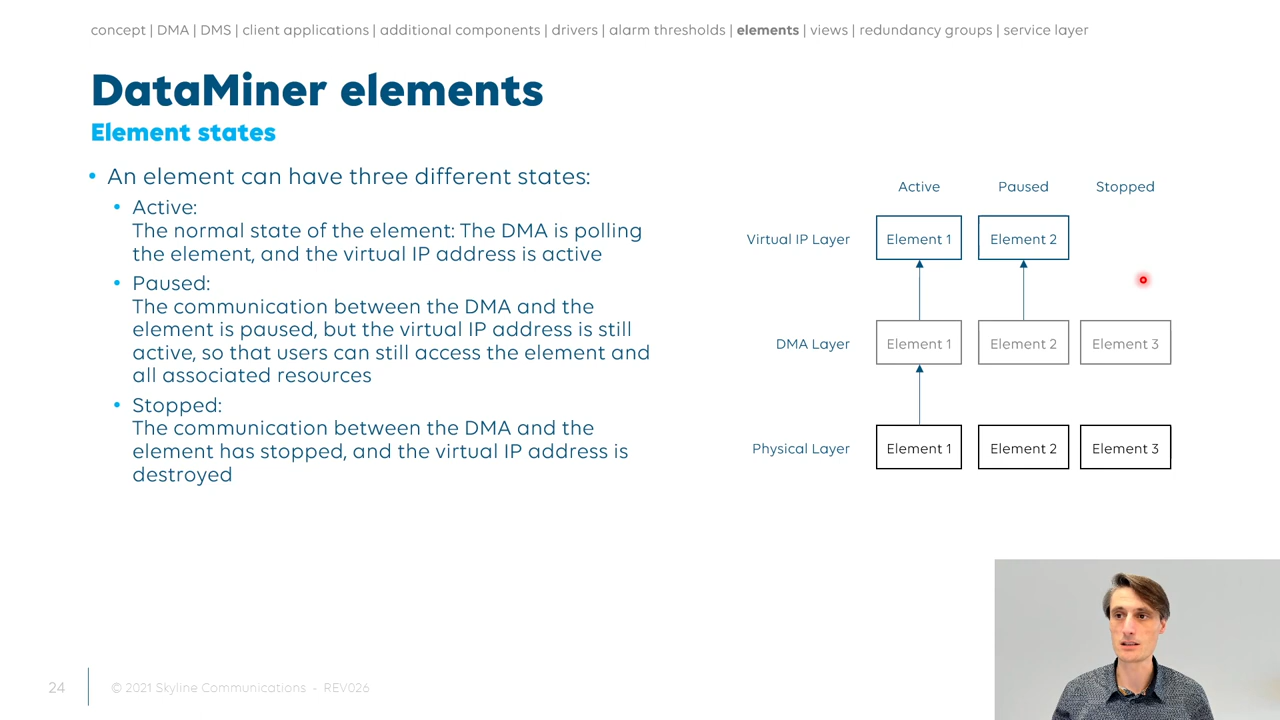 concept | DMA | DMS | client applications | additional components | drivers | alarm thresholds | elements | views | redundancy groups | service layer
DataMiner elements
Element states
• An element can have three different states:
• Active:
The normal state of the element: The DMA is polling
the element, and the virtual IP address is active
• Paused:
The communication between the DMA and the
element is paused, but the virtual IP address is still
active, so that users can still access the element and
all associated resources
• Stopped:
The communication between the DMA and the
element has stopped, and the virtual IP address is
destroyed
Active Paused Stopped
Virtual IP Layer Element 1 Element 2
DMA Layer Element 1 Element 2 Element 3
Physical Layer Element 1 Element 2 Element 3
24 © 2021 Skyline Communications - REV026